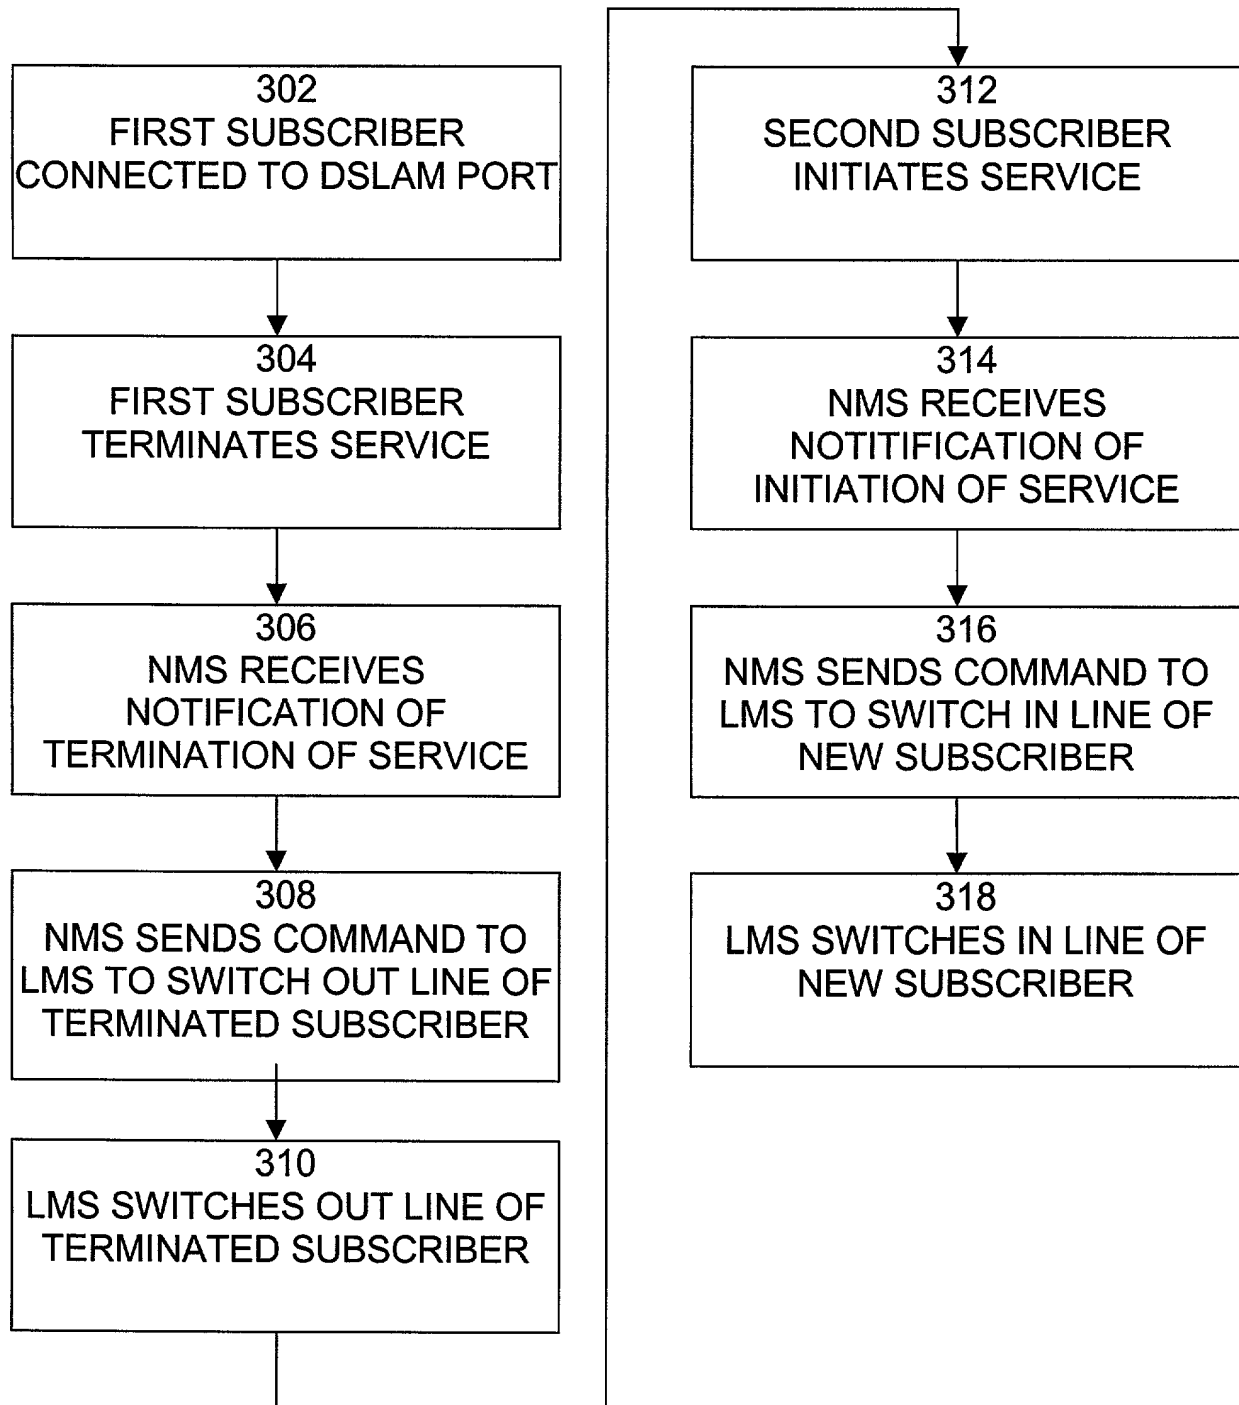 302
FIRST SUBSCRIBER
CONNECTED TO DSLAM PORT
304
FIRST SUBSCRIBER
TERMINATES SERVICE
306
NMS RECEIVES
NOTIFICATION OF
TERMINATION OF SERVICE
308
NMS SENDS COMMAND TO
LMS TO SWITCH OUT LINE OF
TERMINATED SUBSCRIBER
310
LMS SWITCHES OUT LINE OF
TERMINATED SUBSCRIBER
312
SECOND SUBSCRIBER
INITIATES SERVICE
314
NMS RECEIVES
NOTITIFICATION OF
INITIATION OF SERVICE
316
NMS SENDS COMMAND TO
LMS TO SWITCH IN LINE OF
NEW SUBSCRIBER
318
LMS SWITCHES IN LINE OF
NEW SUBSCRIBER